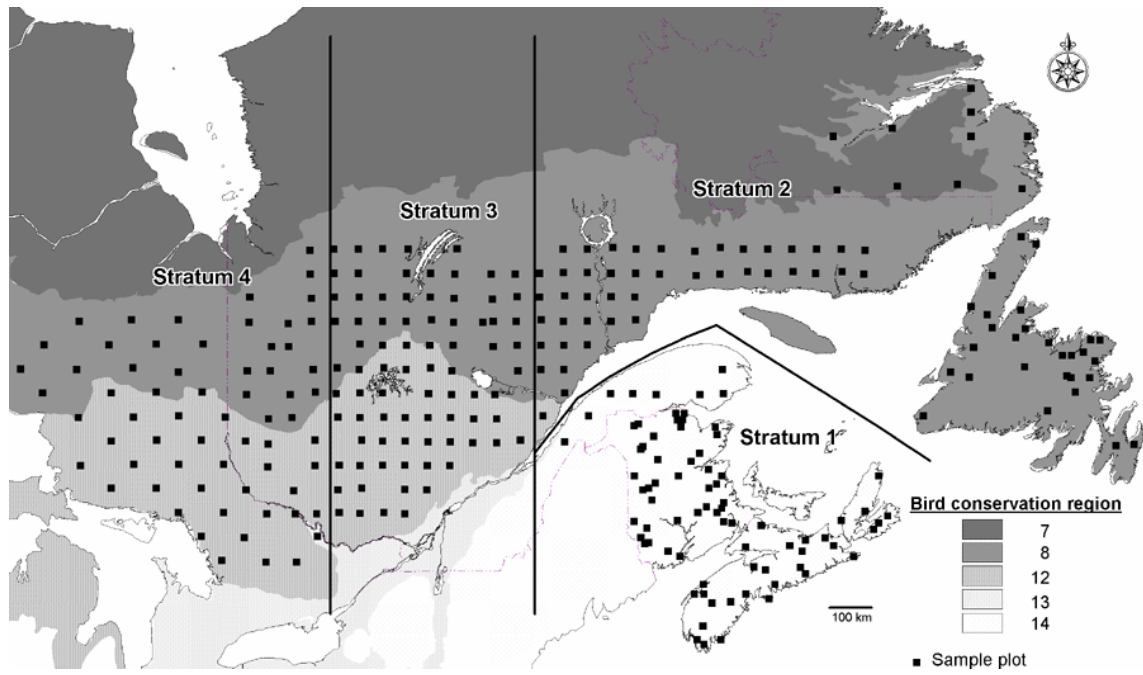 Stratum 2
Stratum 3
Stratum 4
Stratum 1
Bird conservation region
7
8
12
13
14
100 km
Sample plot